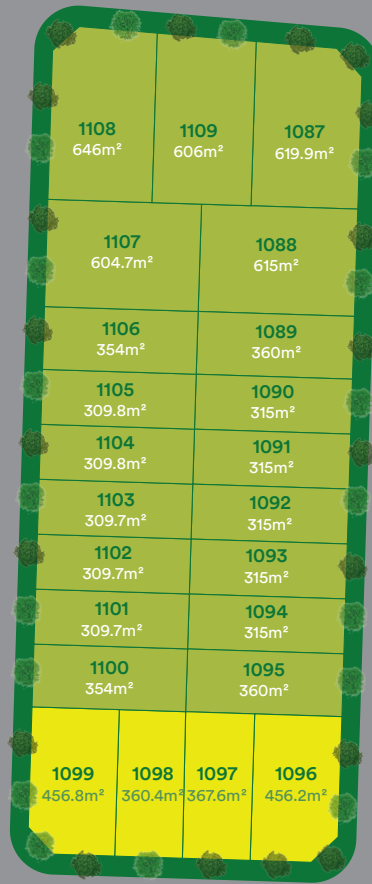 1108
646m²
1109
606m²
1087
619.9m²
1107
604.7m²
1088
615m²
1106
354m²
1089
360m²
1105
309.8m²
1090
315m²
1104
309.8m²
1091
315m²
1103
309.7m²
1092
315m²
1102
309.7m²
1093
315m²
1101
309.7m²
1094
315m²
1100
354m²
1095
360m²
1099
456.8m²
1098
360.4m²
1097
367.6m²
1096
456.2m²